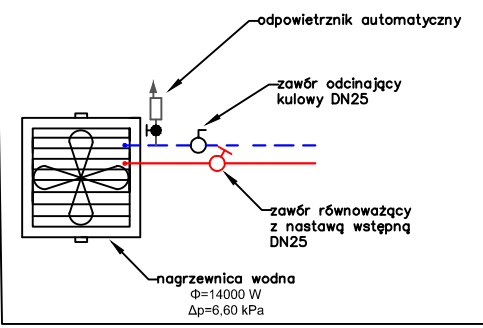 odpowietrznik automatyczny
zawór odcinający
kulowy DN25
zawór równoważący
z nastawą wstępną
DN25
nagrzewnica wodna
Φ=14000 W
Δp=6,60 kPa